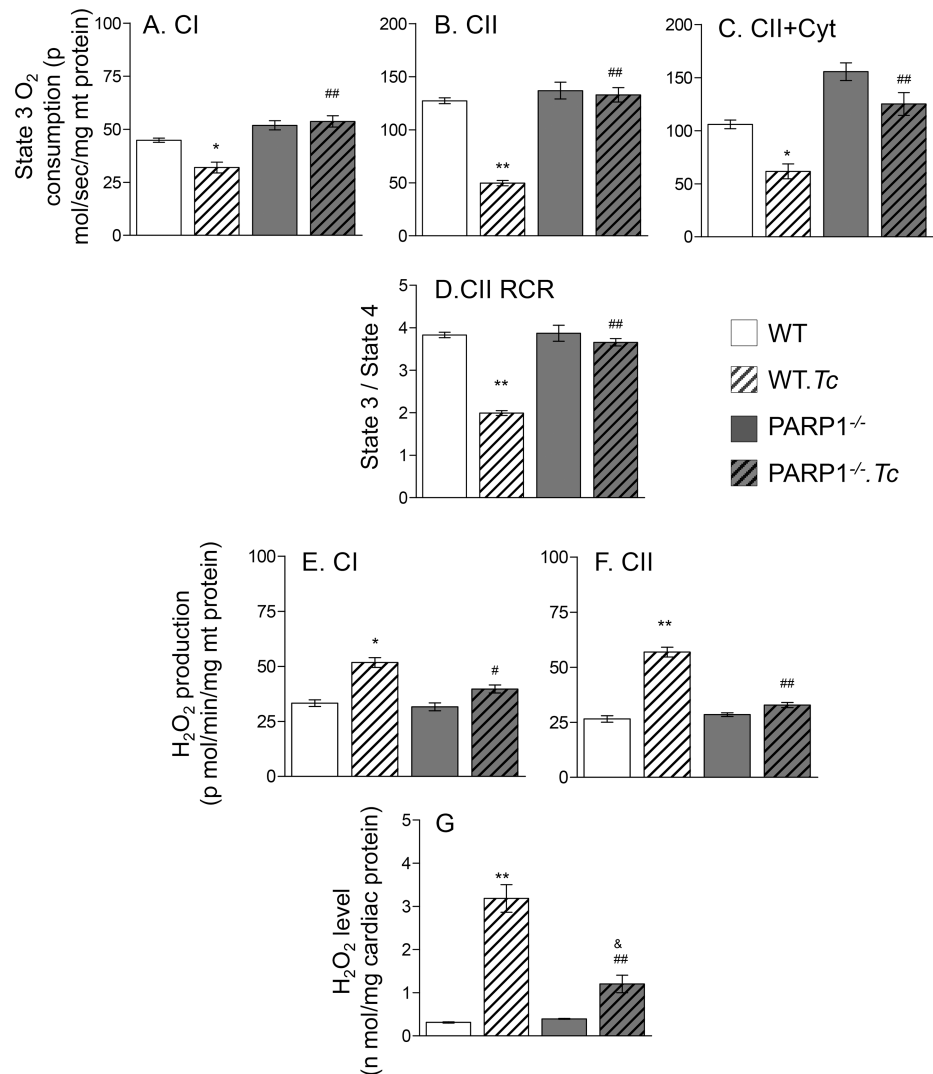 A. CI
State 3 O2
consumption (p
mol/sec/mg mt protein)
100
75
50
25
0
*
##
B. CII
200
150
100
50
0
**
##
C. CII+Cyt
200
150
100
50
0
*
##
D.CII RCR
State 3 / State 4
5
4
3
2
1
0
**
##
WT
WT.Tc
PARP1-/-
PARP1-/-.Tc
E. CI
H2O2 production
(p mol/min/mg mt protein)
100
75
50
25
0
*
#
F. CII
100
75
50
25
0
**
##
G
H2O2 level
(n mol/mg cardiac protein)
5
4
3
2
1
0
**
&
##